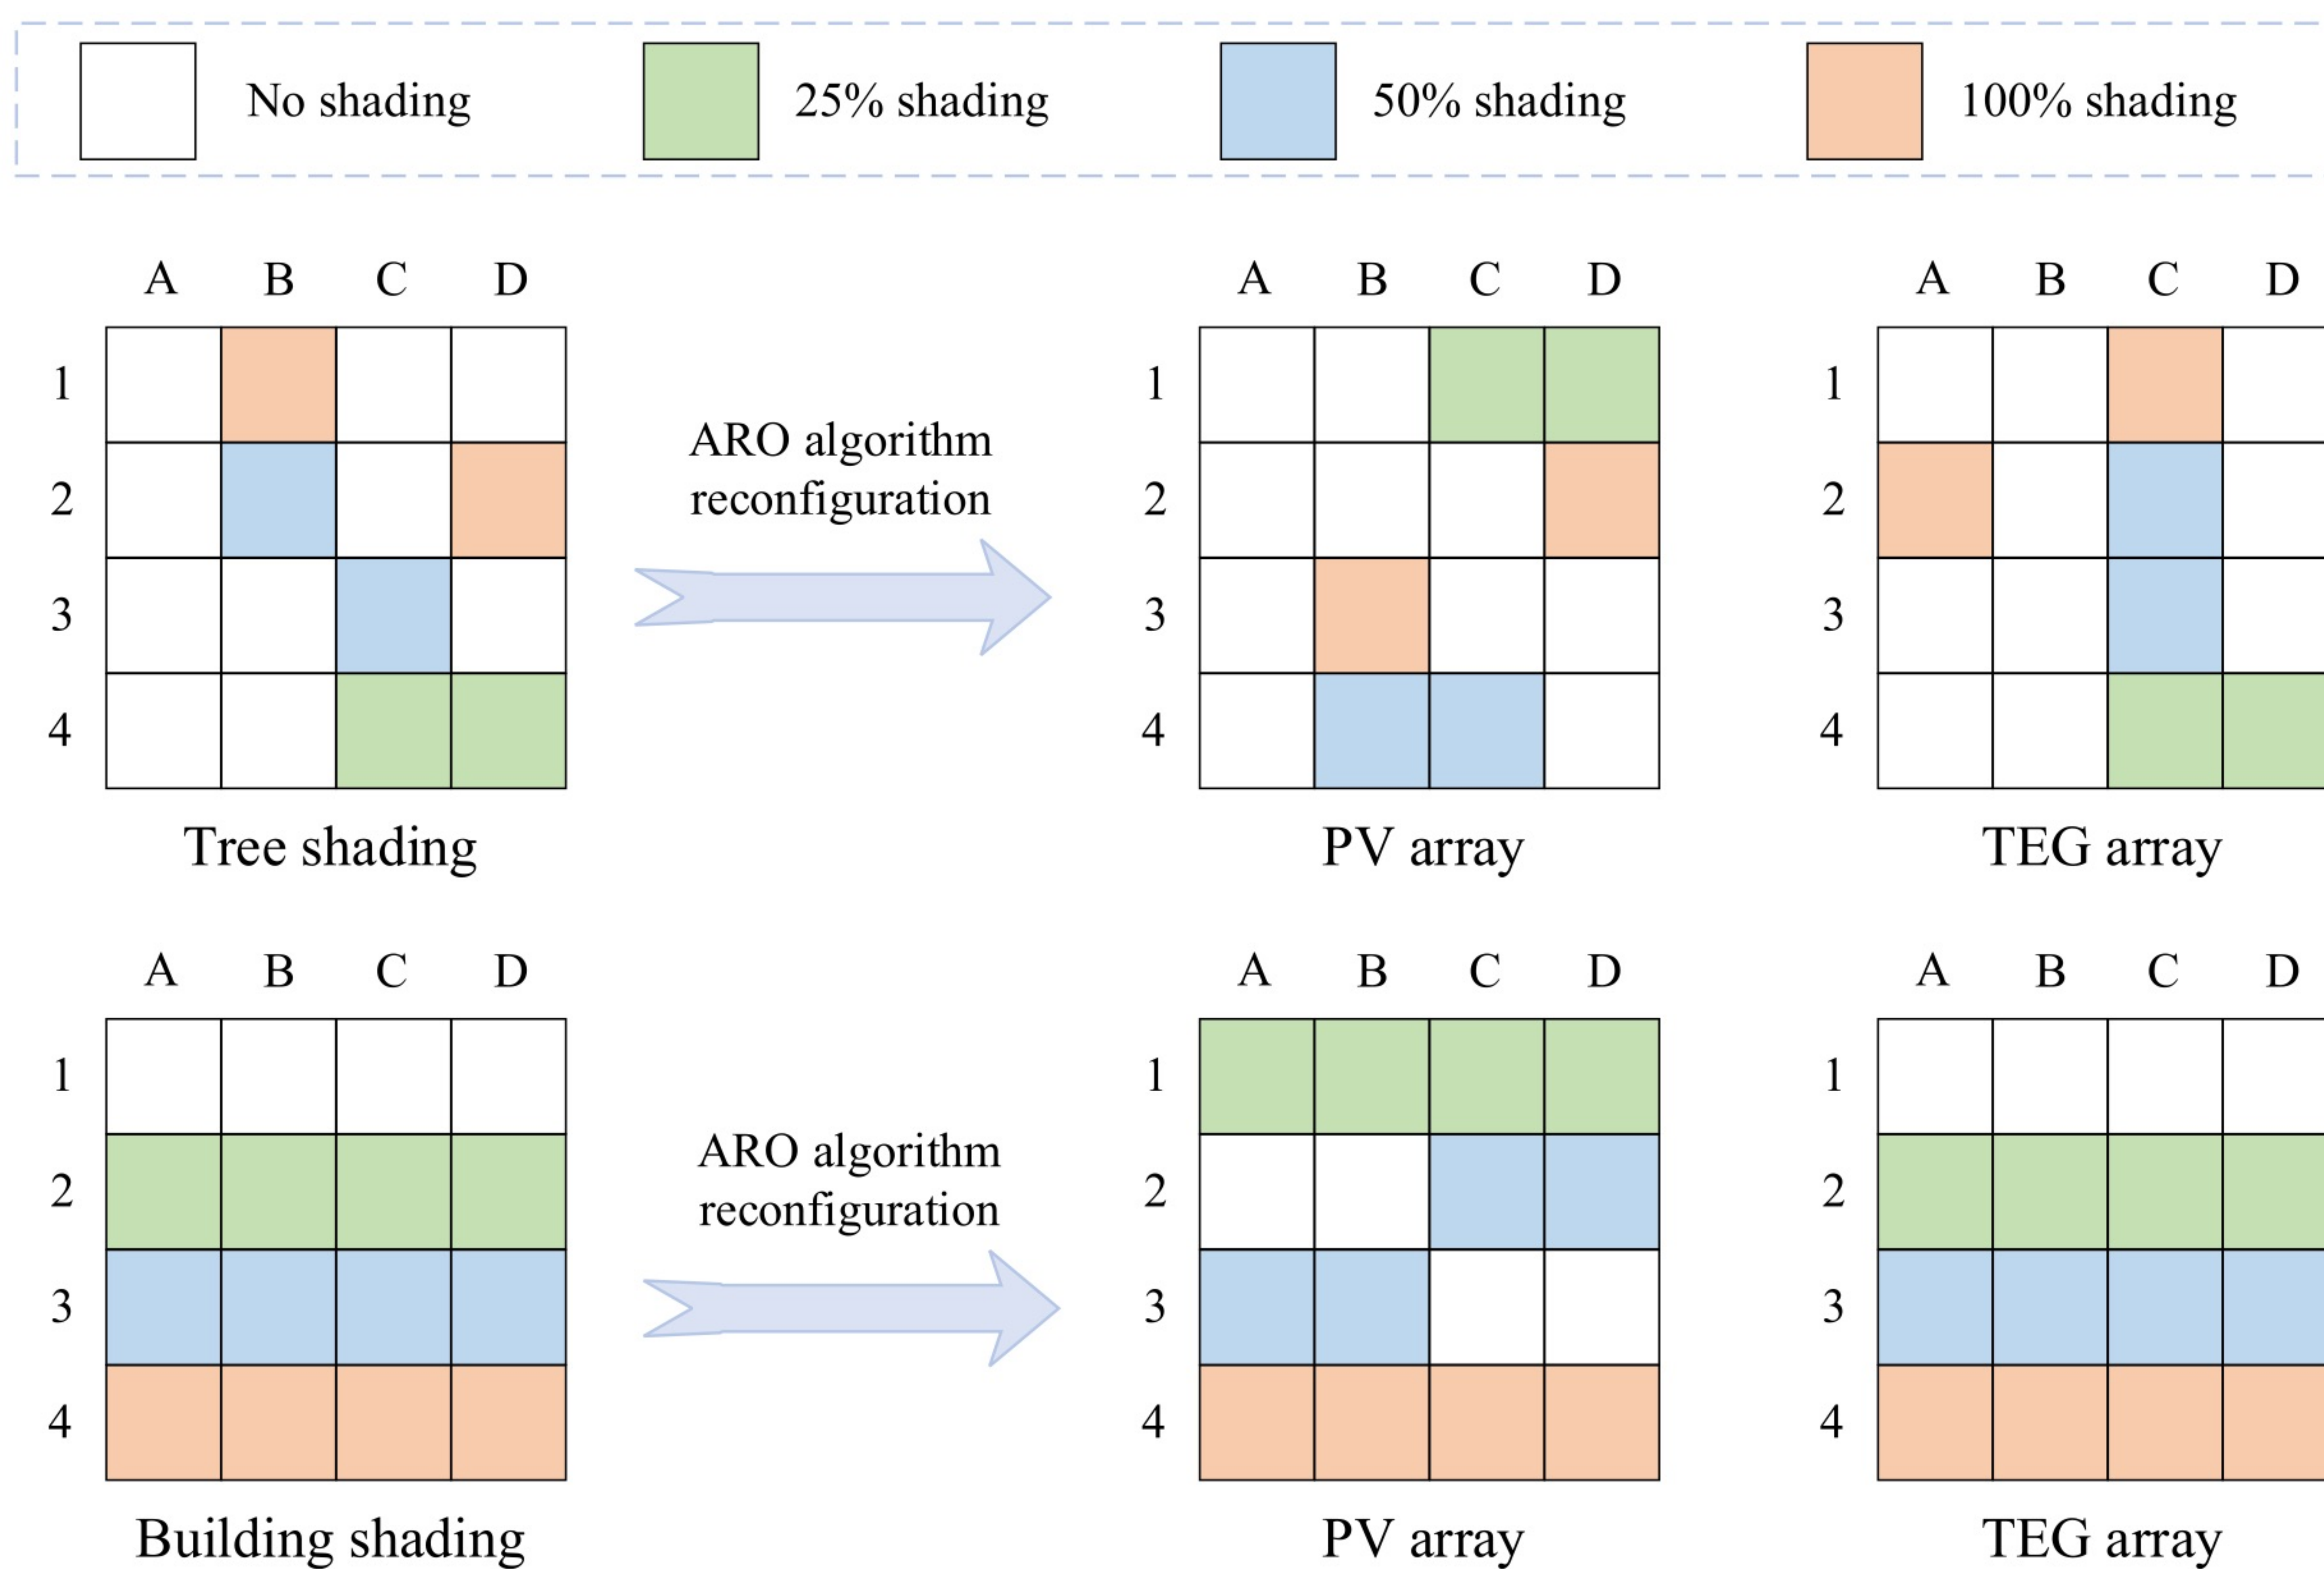 No shading 25% shading 50% shading 100% shading
A B C D A B C D A B C D
1 1 1
ARO algorithm
reconfiguration
2 2 2
3 3 3
4 4 4
Tree shading PV array TEG array
A B C D A B C D A B C D
1 1 1
ARO algorithm
reconfiguration
2 2 2
3 3 3
4 4 4
Building shading PV array TEG array